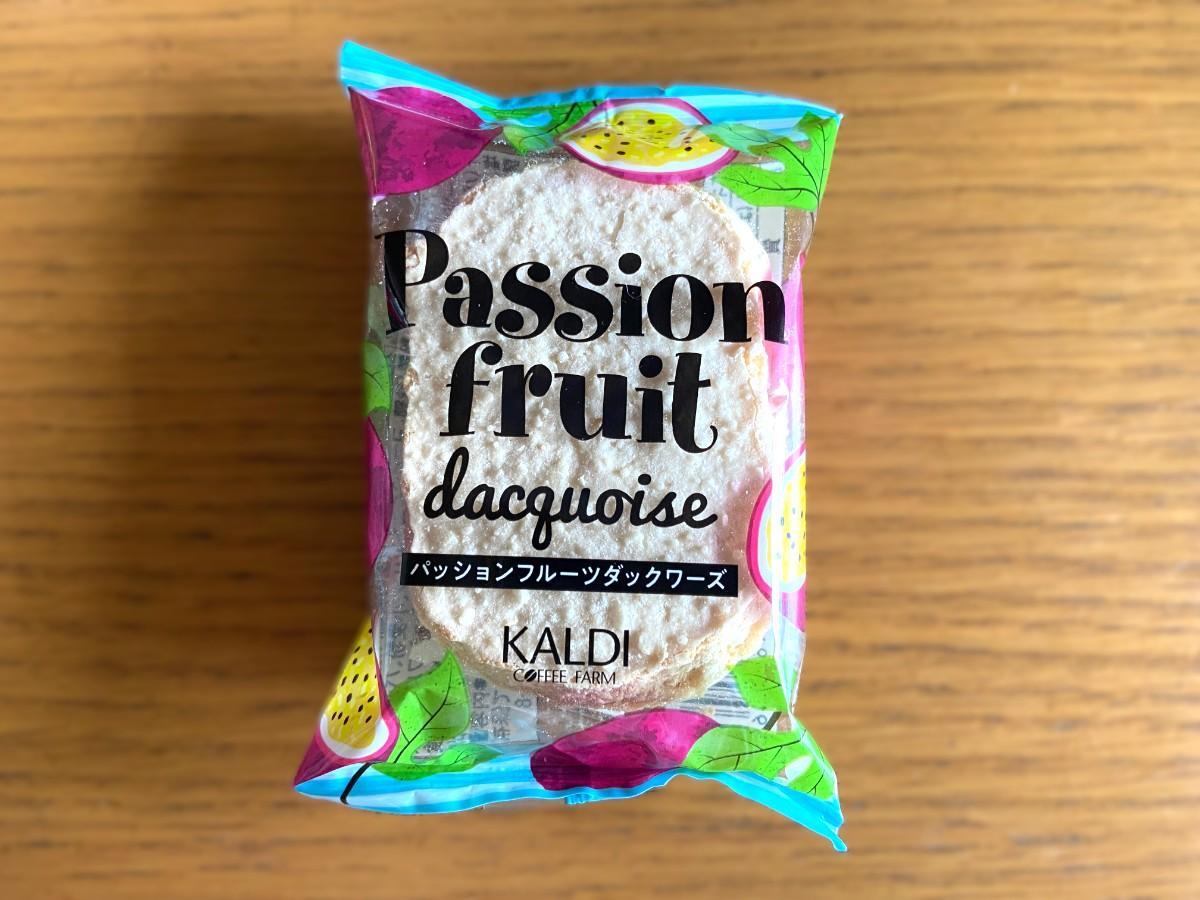 Passion
fruit
dacquoise
パッションフルーツダックワーズ
KALDI
COFFEE FARM